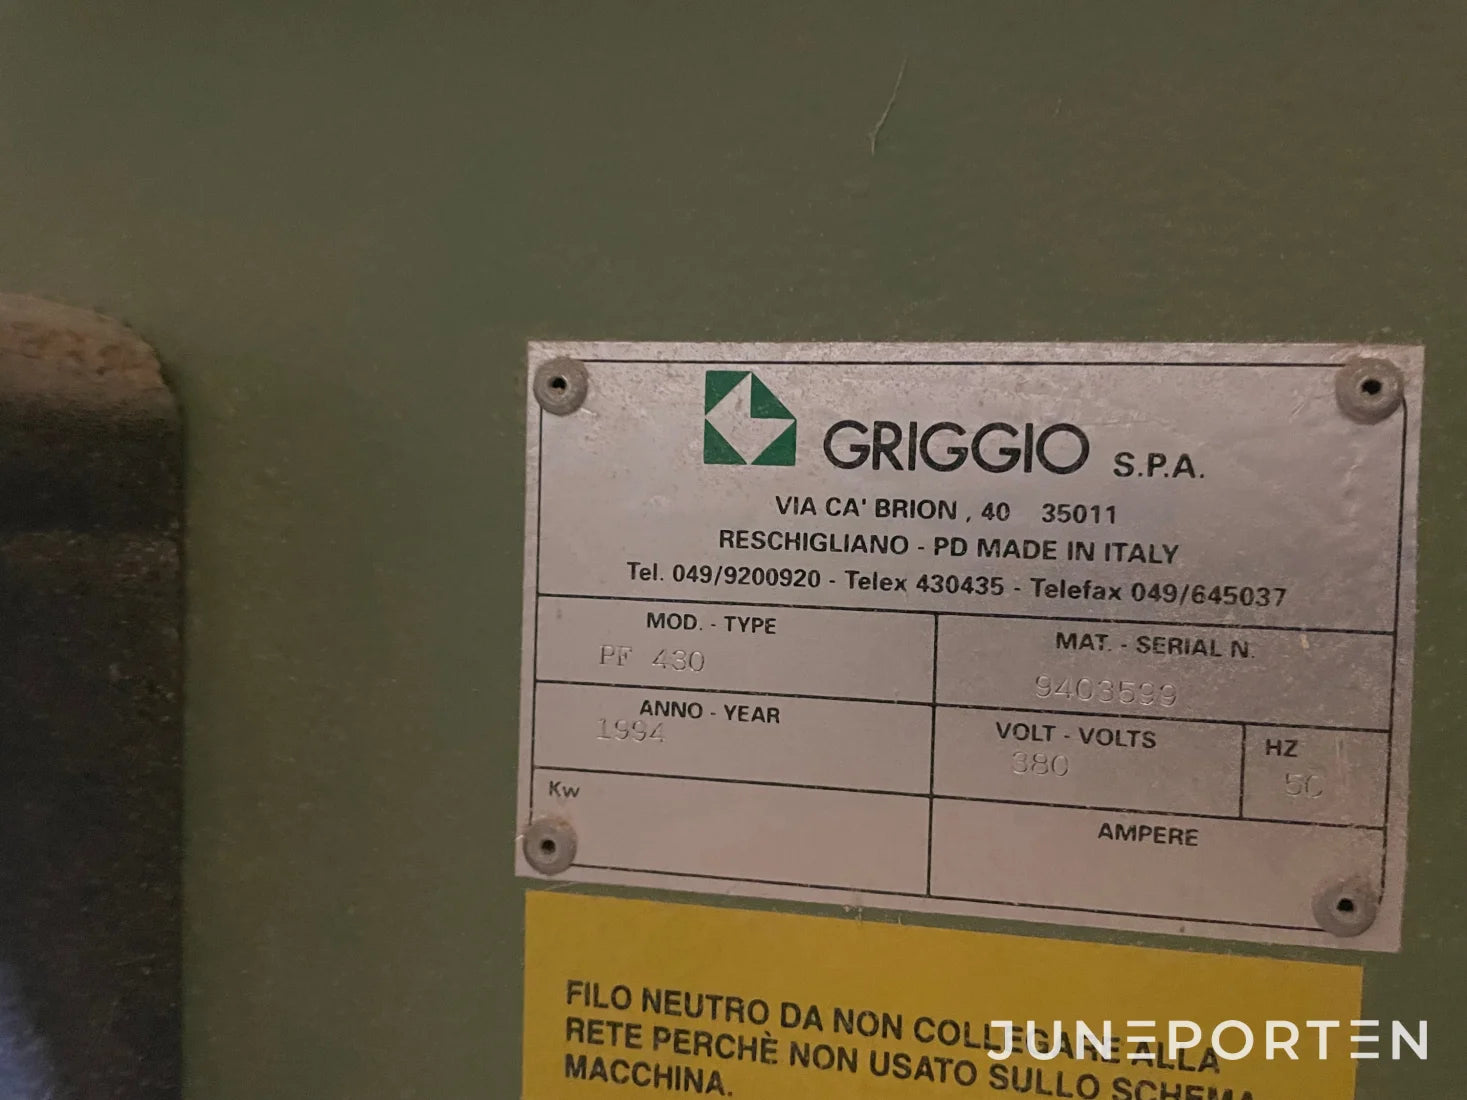 GRIGGIO S.P.A.
VIA CA' BRION , 40 35011
RESCHIGLIANO - PD MADE IN ITALY
Tel. 049/9200920 - Telex 430435 - Telefax 049/645037
MOD. - TYPE
PF 430
MAT. - SERIAL N.
9403599
ANNO - YEAR
1994
VOLT - VOLTS
380
HZ
50
Kw
AMPERE
FILO NEUTRO DA NON COLLEGARE ALLA
RETE PERCHÈ NON USATO SULLO SCHEMA
MACCHINA.
JUNEPORTEN